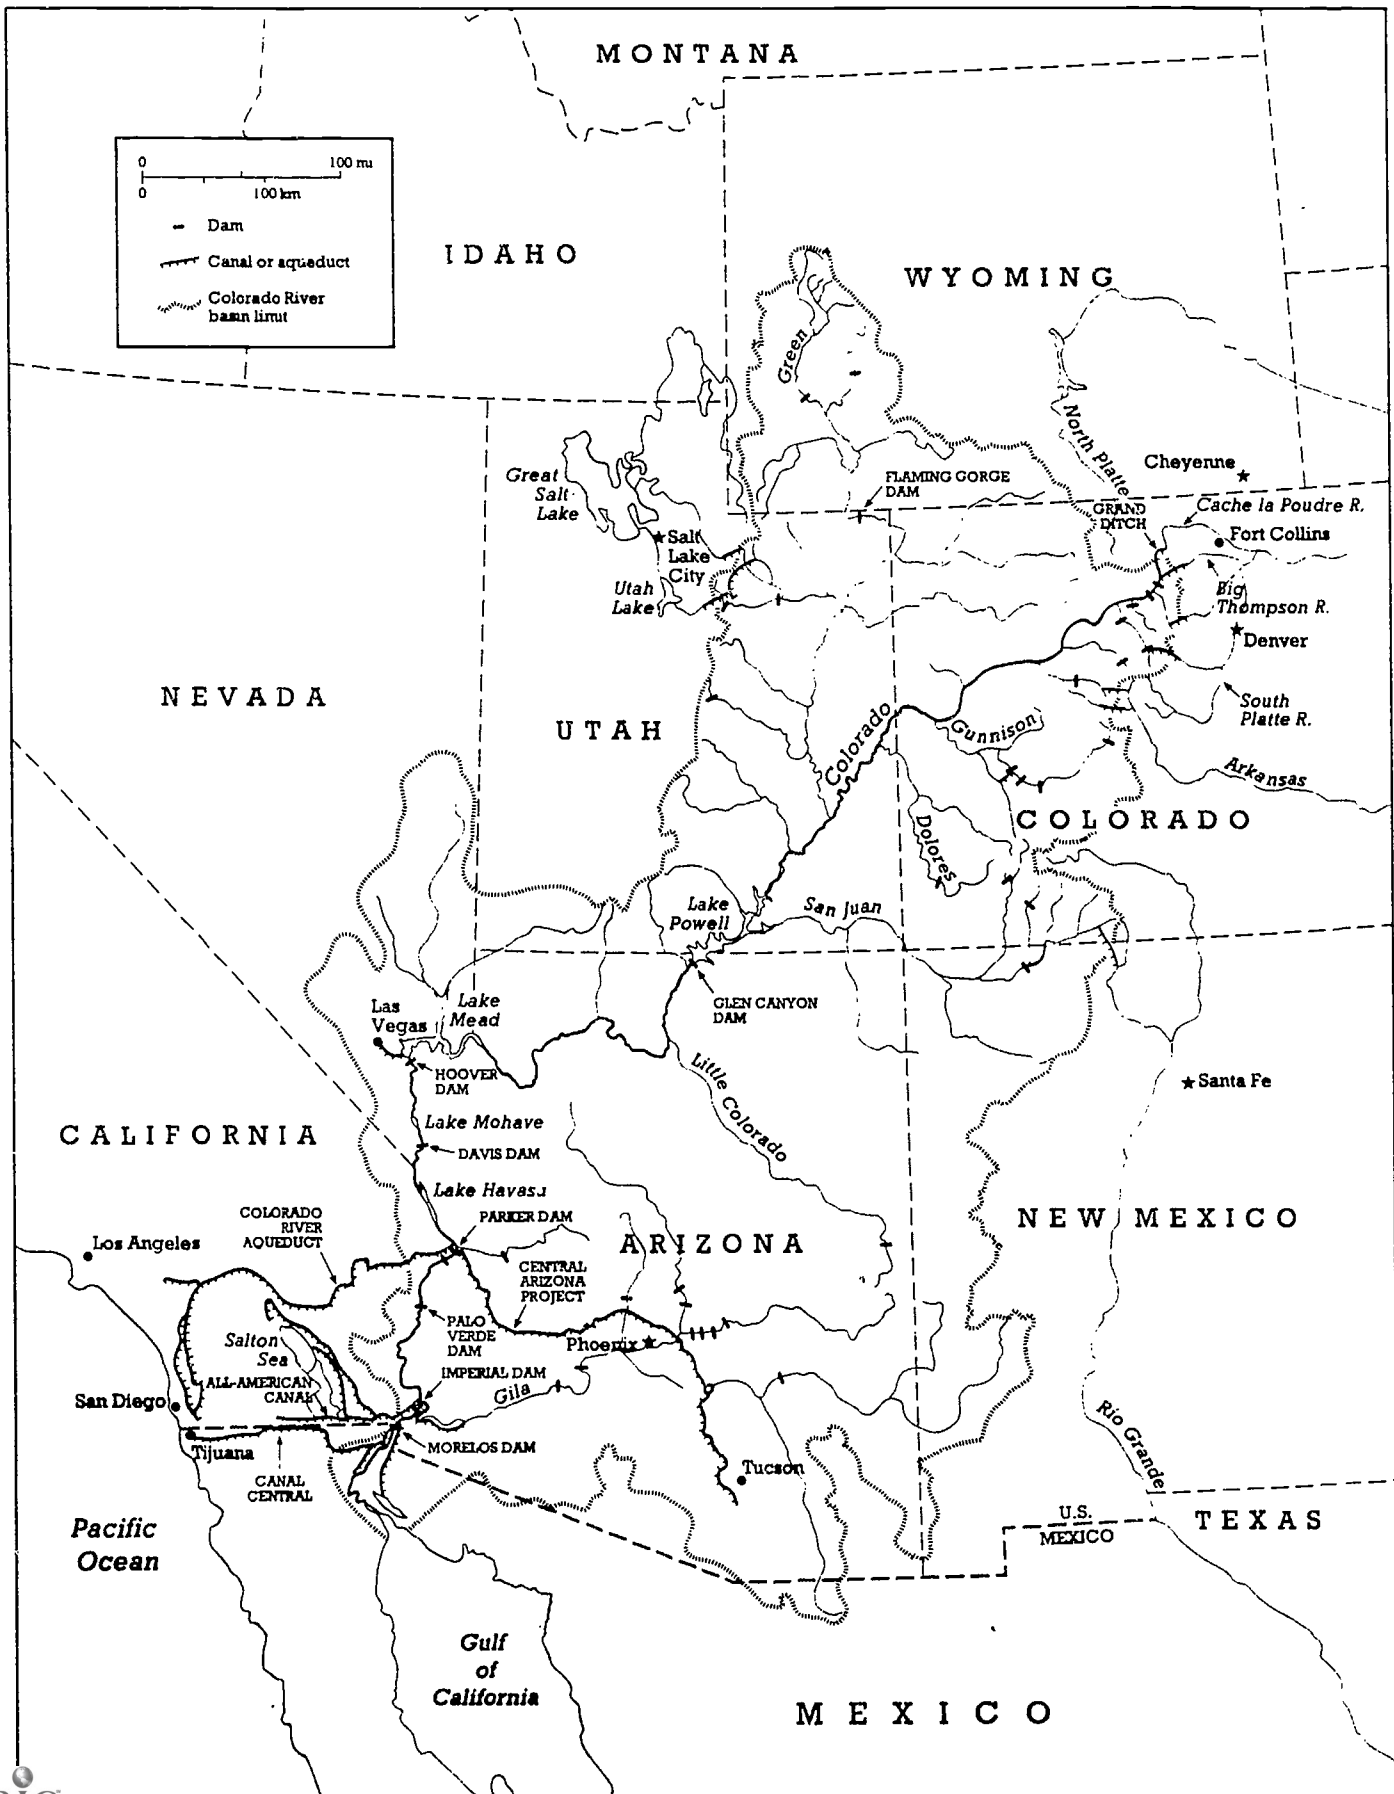 MONTANA
0 100 mi
0 100 km
Dam
Canal or aqueduct
Colorado River
basin limit
IDAHO
WYOMING
Green
North Platte
Cheyenne
Great
Salt
Lake
FLAMING GORGE
DAM
GRAND
DITCH
Cache la Poudre R.
Fort Collins
Salt
Lake
City
Utah
Lake
Big
Thompson R.
Denver
NEVADA
UTAH
Colorado
Gunnison
South
Platte R.
Arkansas
COLORADO
Dolores
Lake
Powell
San Juan
GLEN CANYON
DAM
Las
Vegas
Lake
Mead
HOOVER
DAM
Little Colorado
Santa Fe
CALIFORNIA
Lake Mohave
DAVIS DAM
Lake Havasu
PARKER DAM
COLORADO
RIVER
AQUEDUCT
Los Angeles
ARIZONA
NEW MEXICO
CENTRAL
ARIZONA
PROJECT
PALO
VERDE
DAM
Phoenix
Salton
Sea
IMPERIAL DAM
Gila
ALL-AMERICAN
CANAL
San Diego
Tijuana
MORELOS DAM
CANAL
CENTRAL
Tucson
Rio Grande
U.S.
MEXICO
TEXAS
Pacific
Ocean
Gulf
of
California
MEXICO